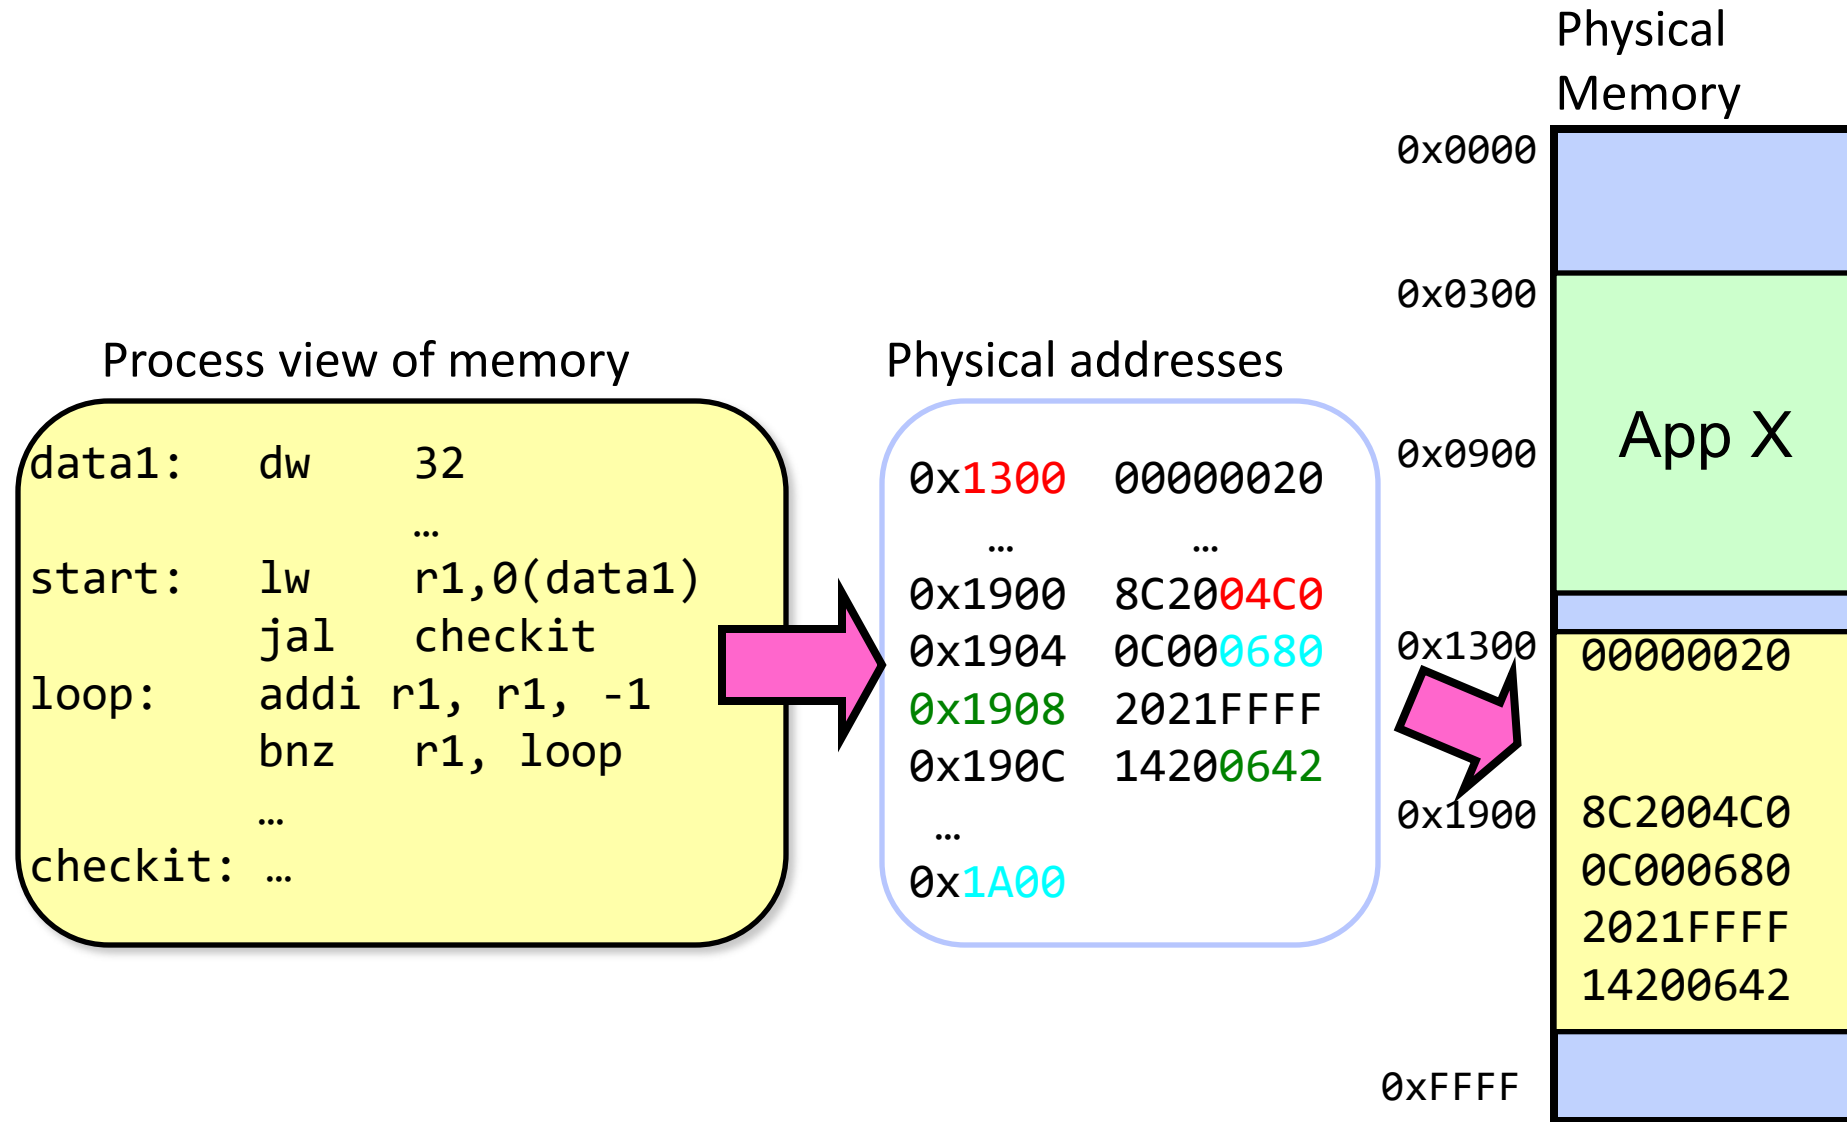 Physical
Memory
0x0000
0x0300
Process view of memory
Physical addresses
data1: dw 32
…
start: lw r1,0(data1)
jal checkit
loop: addi r1, r1, -1
bnz r1, loop
…
checkit: …
0x1300 00000020
… …
0x1900 8C2004C0
0x1904 0C000680
0x1908 2021FFFF
0x190C 14200642
…
0x1A00
0x0900
App X
0x1300
00000020
0x1900
8C2004C0
0C000680
2021FFFF
14200642
0xFFFF